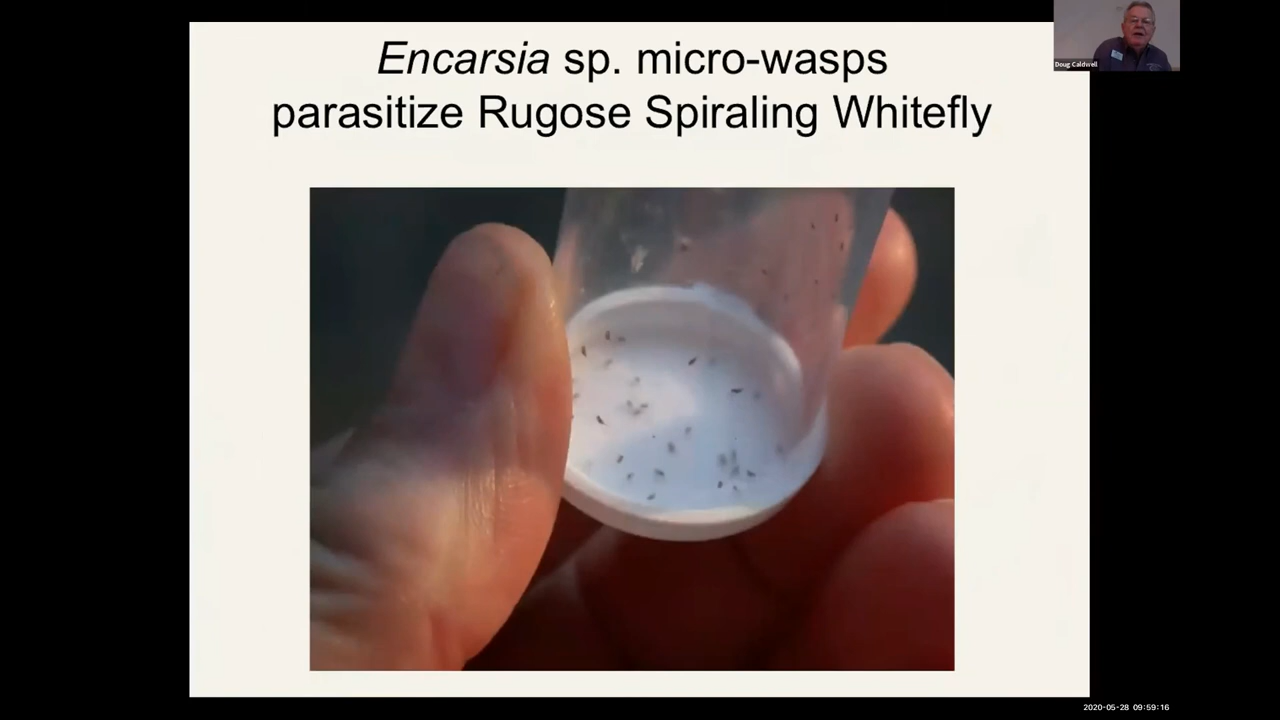 Encarsia sp. micro-wasps
parasitize Rugose Spiraling Whitefly
Doug Caldwell
2020-05-28 09:59:16